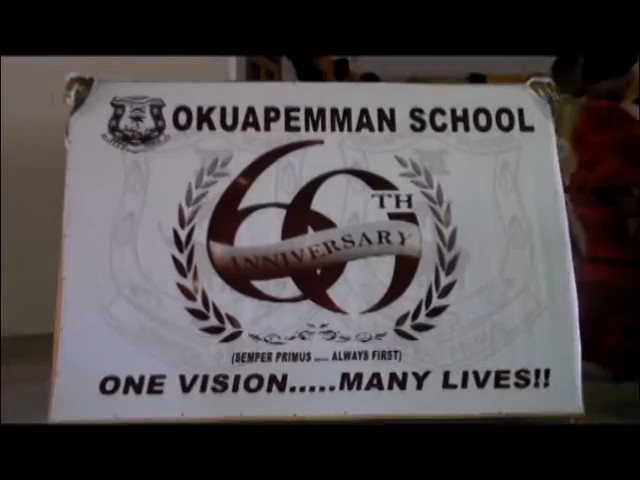 OKUAPEMMAN SCHOOL
60TH
ANNIVERSARY
(SEMPER PRIMUS ...... ALWAYS FIRST)
ONE VISION.....MANY LIVES!!